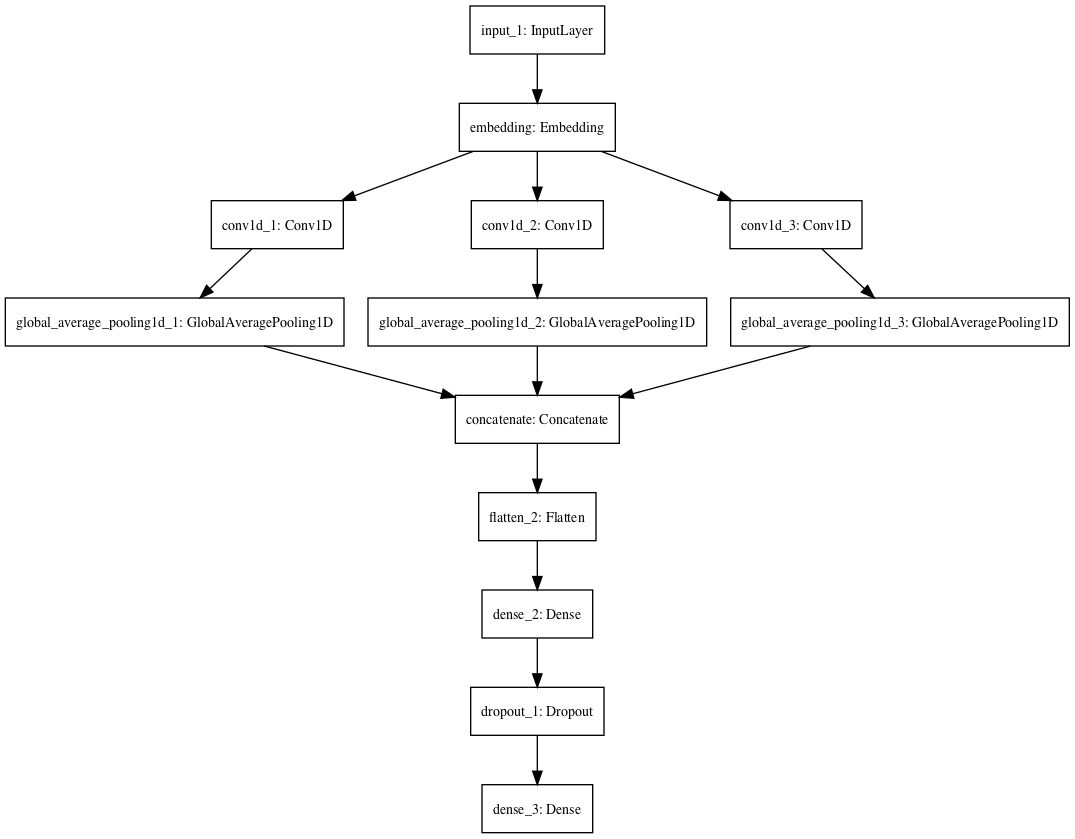 input_1: InputLayer
embedding: Embedding
conv1d_1: Conv1D
conv1d_2: Conv1D
conv1d_3: Conv1D
global_average_pooling1d_1: GlobalAveragePooling1D
global_average_pooling1d_2: GlobalAveragePooling1D
global_average_pooling1d_3: GlobalAveragePooling1D
concatenate: Concatenate
flatten_2: Flatten
dense_2: Dense
dropout_1: Dropout
dense_3: Dense